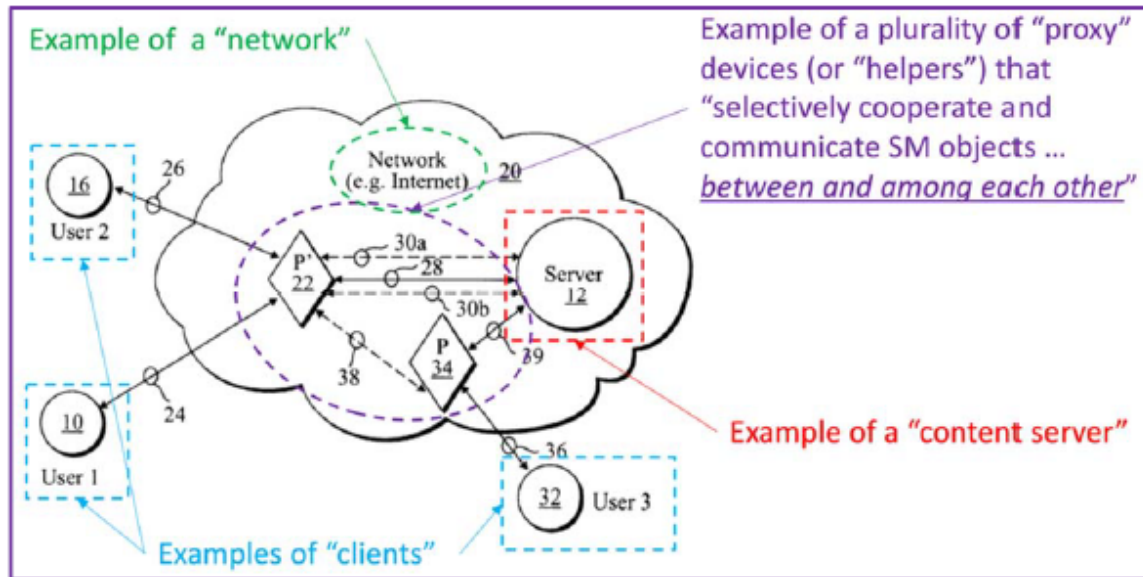 Example of a “network”
Example of a plurality of “proxy”
devices (or “helpers”) that
“selectively cooperate and
communicate SM objects ...
between and among each other”
Network
(e.g. Internet)
20
16
User 2
26
30a
P'
22
28
Server
12
30b
P
34
38
39
24
10
User 1
36
32
User 3
Example of a “content server”
Examples of “clients”